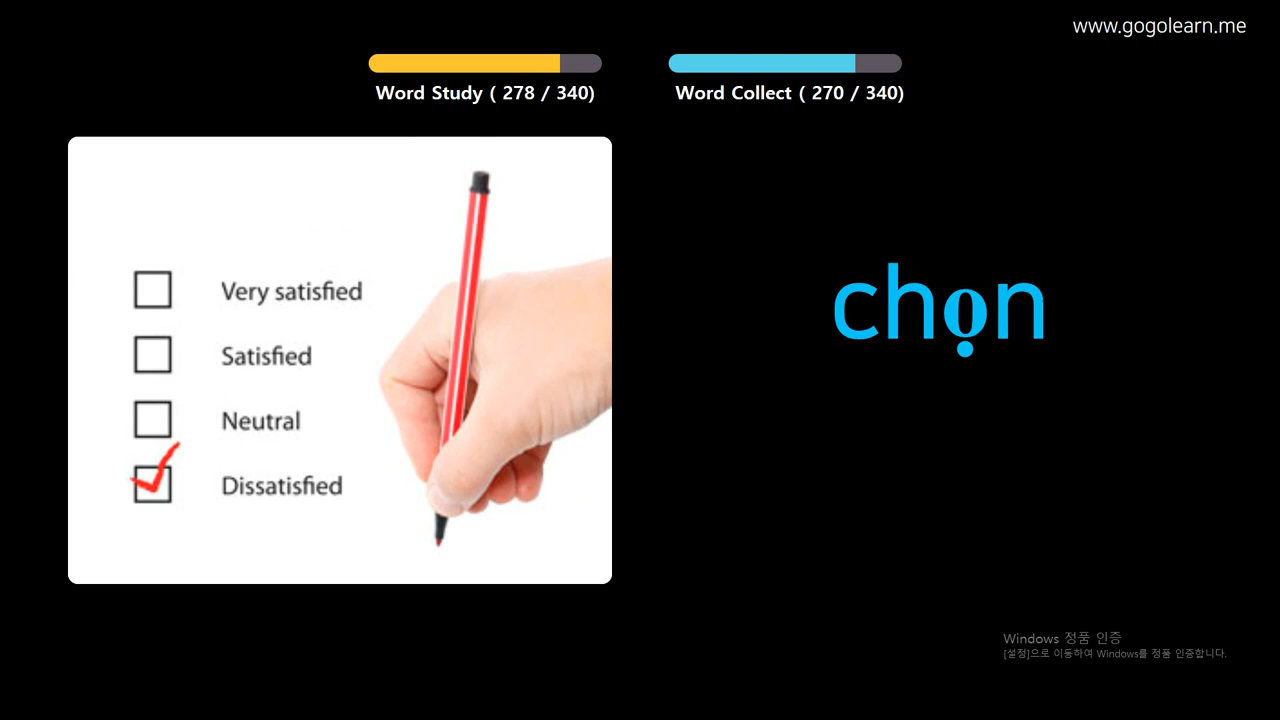 www.gogolearn.me
Word Study ( 278 / 340)
Word Collect ( 270 / 340)
Very satisfied
Satisfied
Neutral
Dissatisfied
chọn
Windows 정품 인증
[설정]으로 이동하여 Windows를 정품 인증합니다.